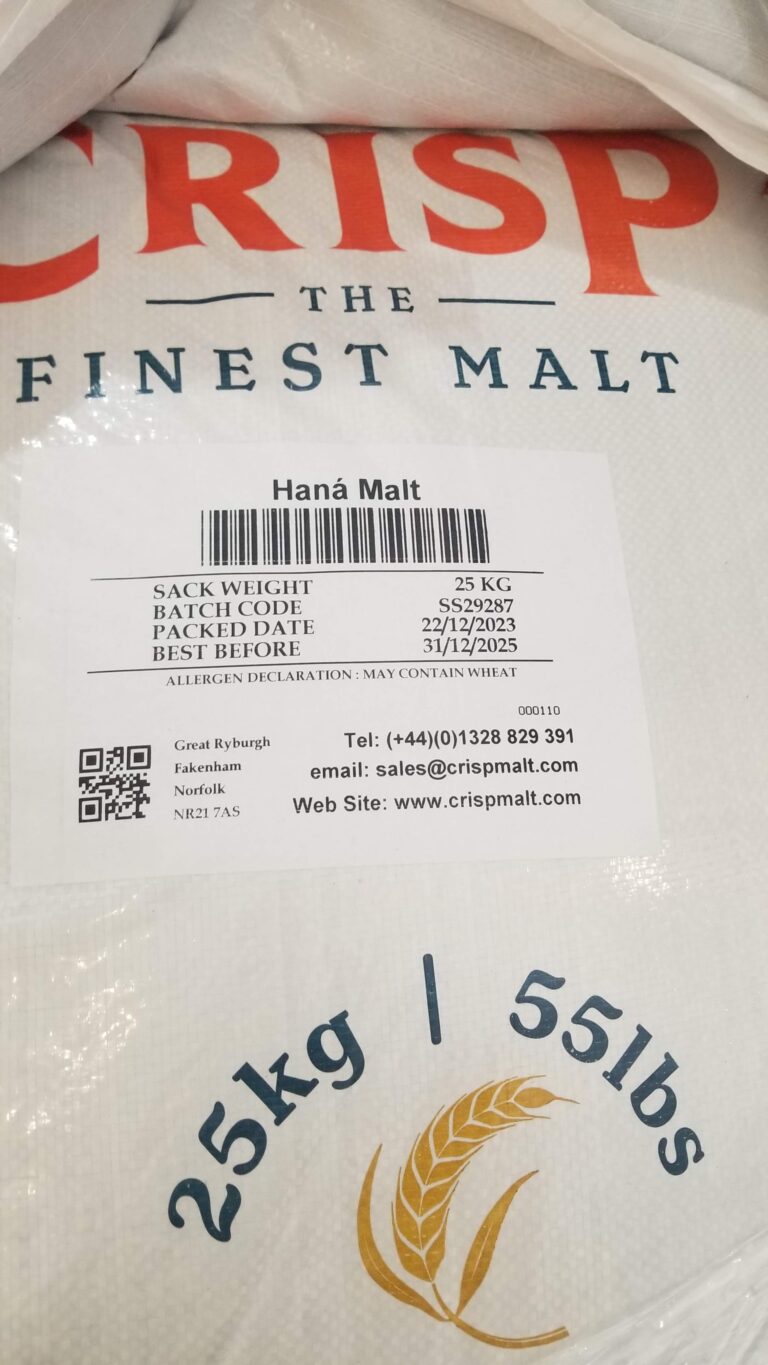 CRISP
THE
FINEST MALT
Haná Malt
SACK WEIGHT 25 KG
BATCH CODE SS29287
PACKED DATE 22/12/2023
BEST BEFORE 31/12/2025
ALLERGEN DECLARATION : MAY CONTAIN WHEAT
000110
Great Ryburgh
Fakenham
Norfolk
NR21 7AS
Tel: (+44)(0)1328 829 391
email: sales@crispmalt.com
Web Site: www.crispmalt.com
25kg | 55lbs